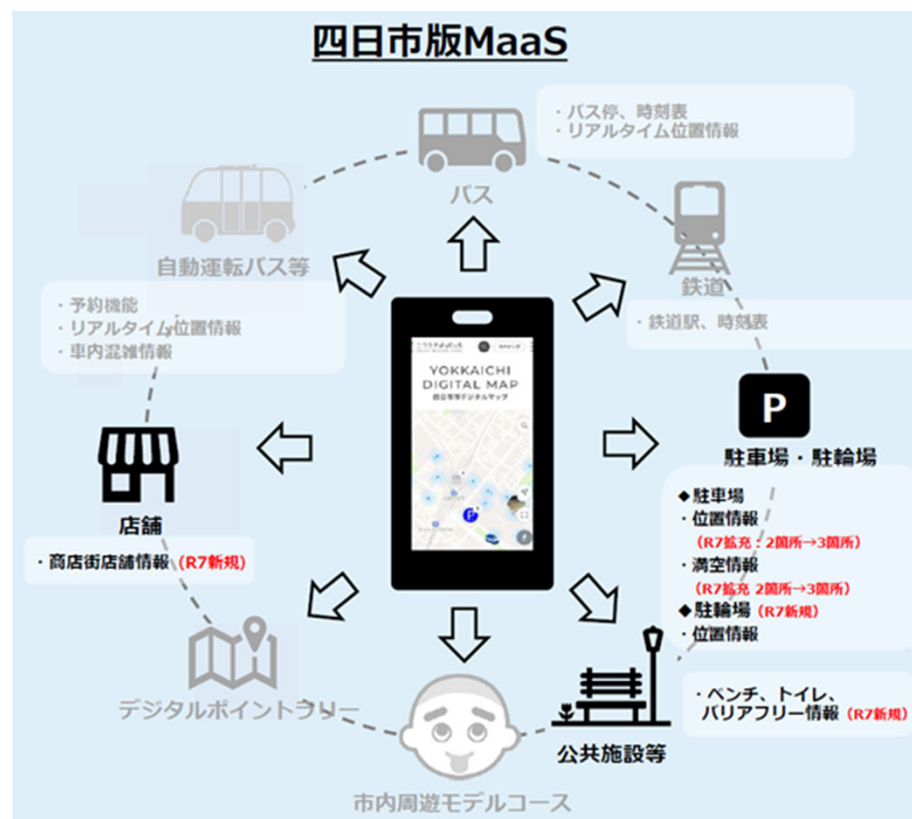 四日市版MaaS
バス
・バス停、時刻表
・リアルタイム位置情報
自動運転バス等
・予約機能
・リアルタイム位置情報
・車内混雑情報
鉄道
・鉄道駅、時刻表
YOKKAICHI
DIGITAL MAP
四日市市デジタルマップ
P
駐車場・駐輪場
◆駐車場
・位置情報
(R7拡充:2箇所→3箇所)
・満空情報
(R7拡充 2箇所→3箇所)
◆駐輪場(R7新規)
・位置情報
店舗
・商店街店舗情報(R7新規)
デジタルポイントラリー
・ベンチ、トイレ、
バリアフリー情報(R7新規)
公共施設等
市内周遊モデルコース